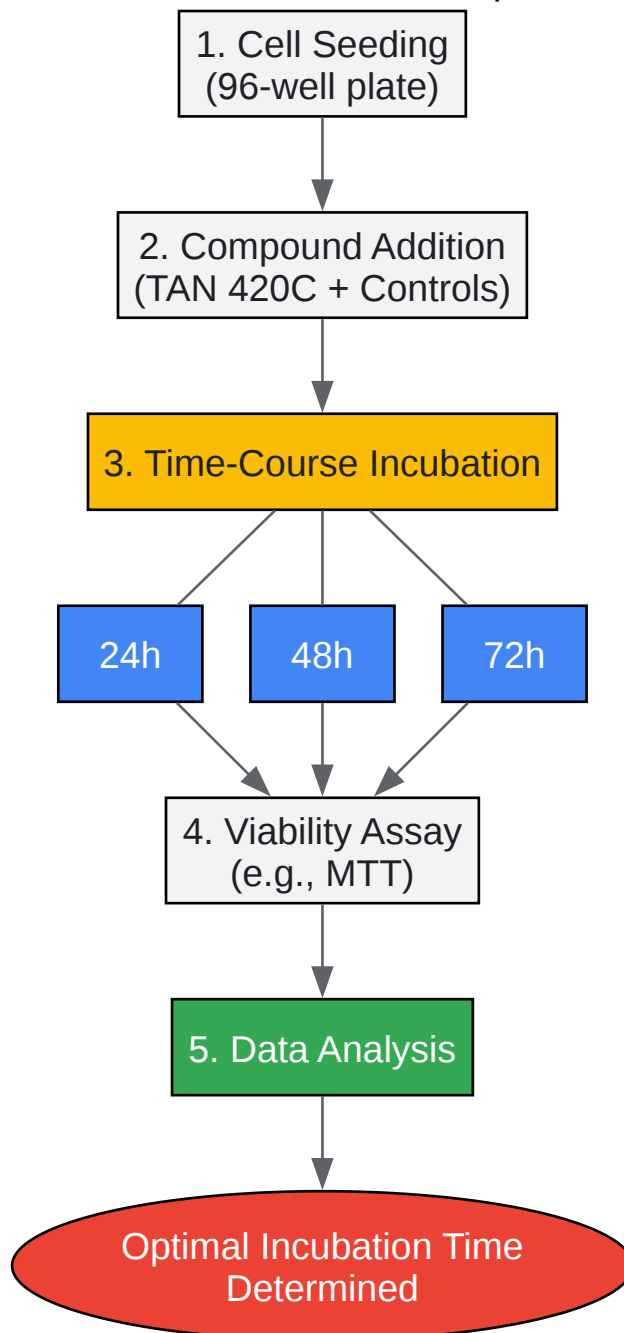 1. Cell Seeding
(96-well plate)
2. Compound Addition
(TAN 420C + Controls)
3. Time-Course Incubation
24h
48h
72h
4. Viability Assay
(e.g., MTT)
5. Data Analysis
Optimal Incubation Time
Determined